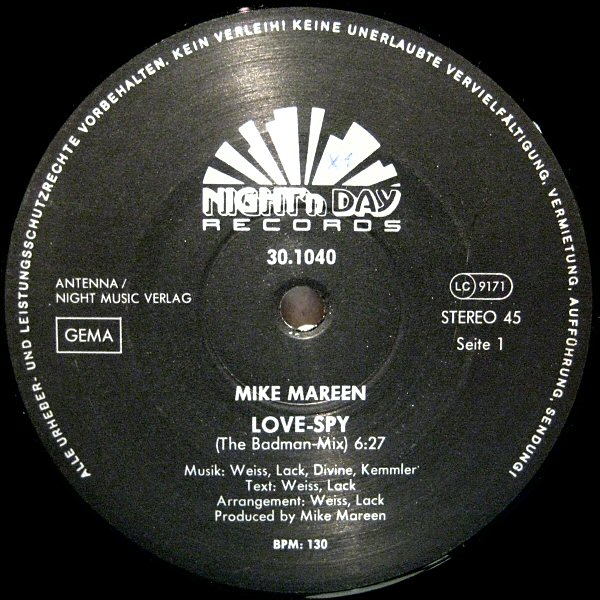 ALLE URHEBER- UND LEISTUNGSSCHUTZRECHTE VORBEHALTEN. KEIN VERLEIH! KEINE UNERLAUBTE VERVIELFÄLTIGUNG, VERMIETUNG, AUFFÜHRUNG, SENDUNG!
X1
NIGHT'n DAY
RECORDS
30.1040
ANTENNA /
NIGHT MUSIC VERLAG
GEMA
LC 9171
STEREO 45
Seite 1
MIKE MAREEN
LOVE-SPY
(The Badman-Mix) 6:27
Musik: Weiss, Lack, Divine, Kemmler
Text: Weiss, Lack
Arrangement: Weiss, Lack
Produced by Mike Mareen
BPM: 130